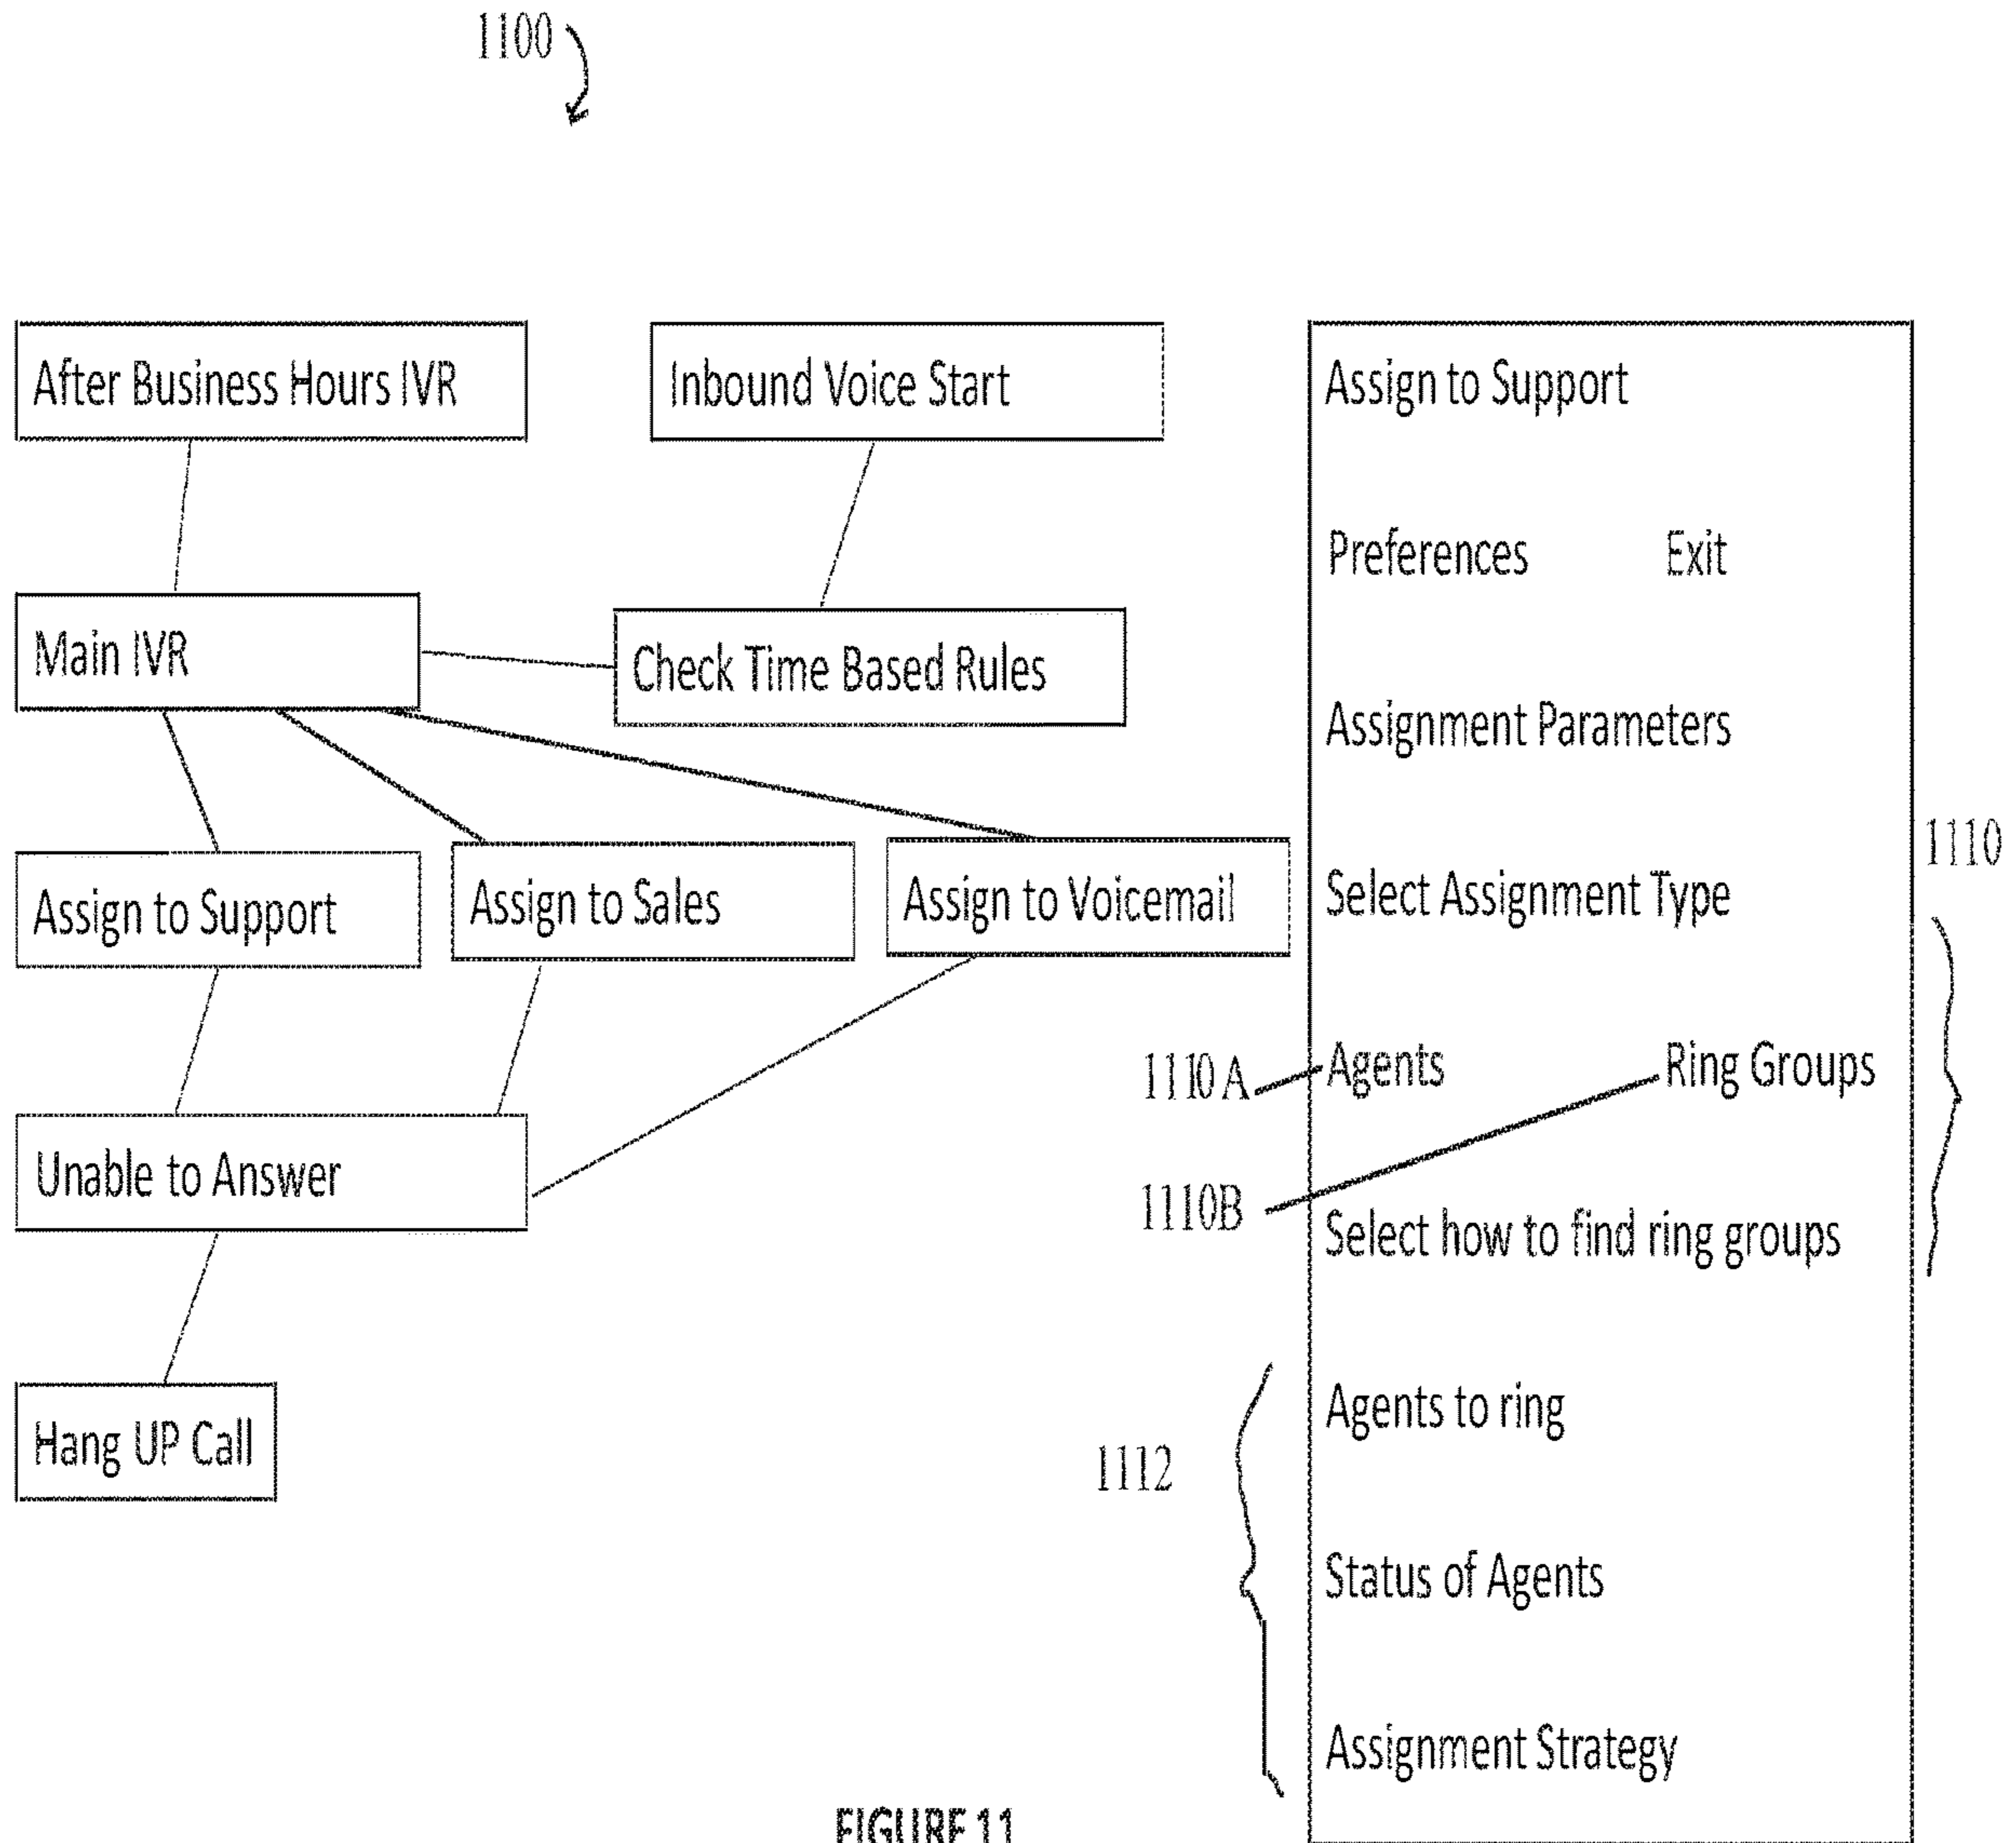 1100
After Business Hours IVR
Inbound Voice Start
Main IVR
Check Time Based Rules
Assign to Support
Assign to Sales
Assign to Voicemail
Unable to Answer
Hang UP Call
Assign to Support
Preferences Exit
Assignment Parameters
Select Assignment Type
1110
1110A
Agents Ring Groups
1110B
Select how to find ring groups
1112
Agents to ring
Status of Agents
Assignment Strategy
FIGURE 11